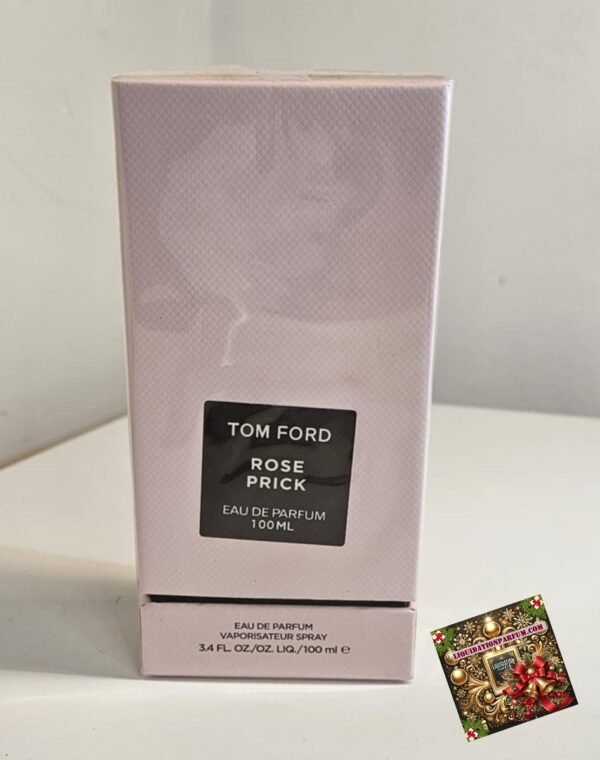 TOM FORD
ROSE
PRICK
EAU DE PARFUM
100ML
EAU DE PARFUM
VAPORISATEUR SPRAY
3.4 FL. OZ./OZ. LIQ./100 ml e
LIQUIDATIONPARFUM.COM
LIQUIDATION